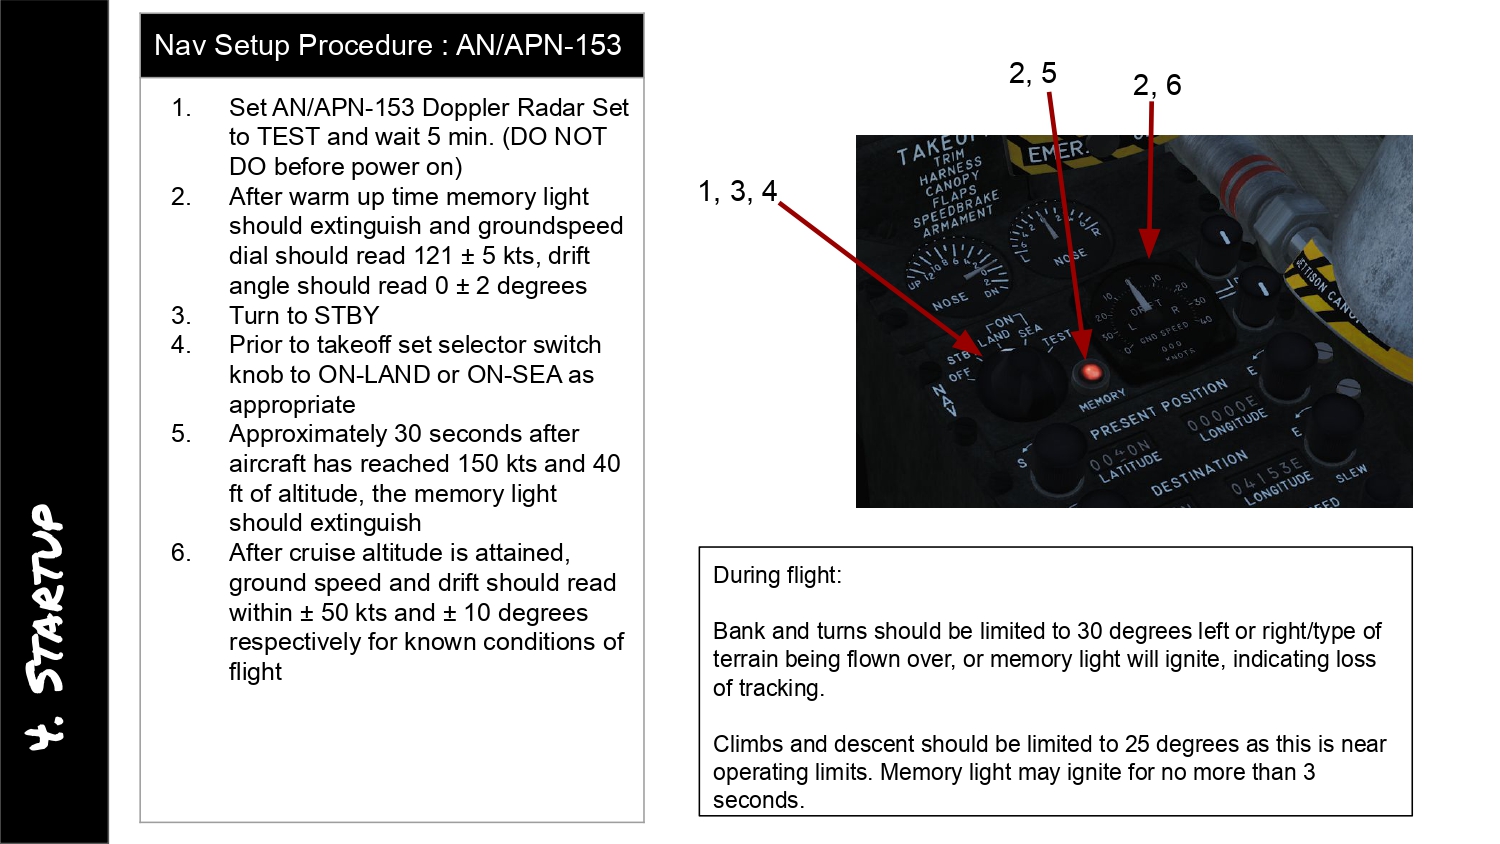 4. STARTUP
Nav Setup Procedure : AN/APN-153
1. Set AN/APN-153 Doppler Radar Set
to TEST and wait 5 min. (DO NOT
DO before power on)
2. After warm up time memory light
should extinguish and groundspeed
dial should read 121 ± 5 kts, drift
angle should read 0 ± 2 degrees
3. Turn to STBY
4. Prior to takeoff set selector switch
knob to ON-LAND or ON-SEA as
appropriate
5. Approximately 30 seconds after
aircraft has reached 150 kts and 40
ft of altitude, the memory light
should extinguish
6. After cruise altitude is attained,
ground speed and drift should read
within ± 50 kts and ± 10 degrees
respectively for known conditions of
flight
2, 5
2, 6
1, 3, 4
TRIM
HARNESS
CANOPY
FLAPS
SPEEDBRAKE
ARMAMENT
EMER.
L
R
NOSE
UP
DN
NOSE
DRIFT
L R
GND SPEED
KNOTS
ON
LAND SEA
TEST
OFF
NAV
MEMORY
PRESENT POSITION
E
00000E
LONGITUDE
S
LATITUDE
E
DESTINATION
04153E
LONGITUDE
SLEW
During flight:
Bank and turns should be limited to 30 degrees left or right/type of
terrain being flown over, or memory light will ignite, indicating loss
of tracking.
Climbs and descent should be limited to 25 degrees as this is near
operating limits. Memory light may ignite for no more than 3
seconds.